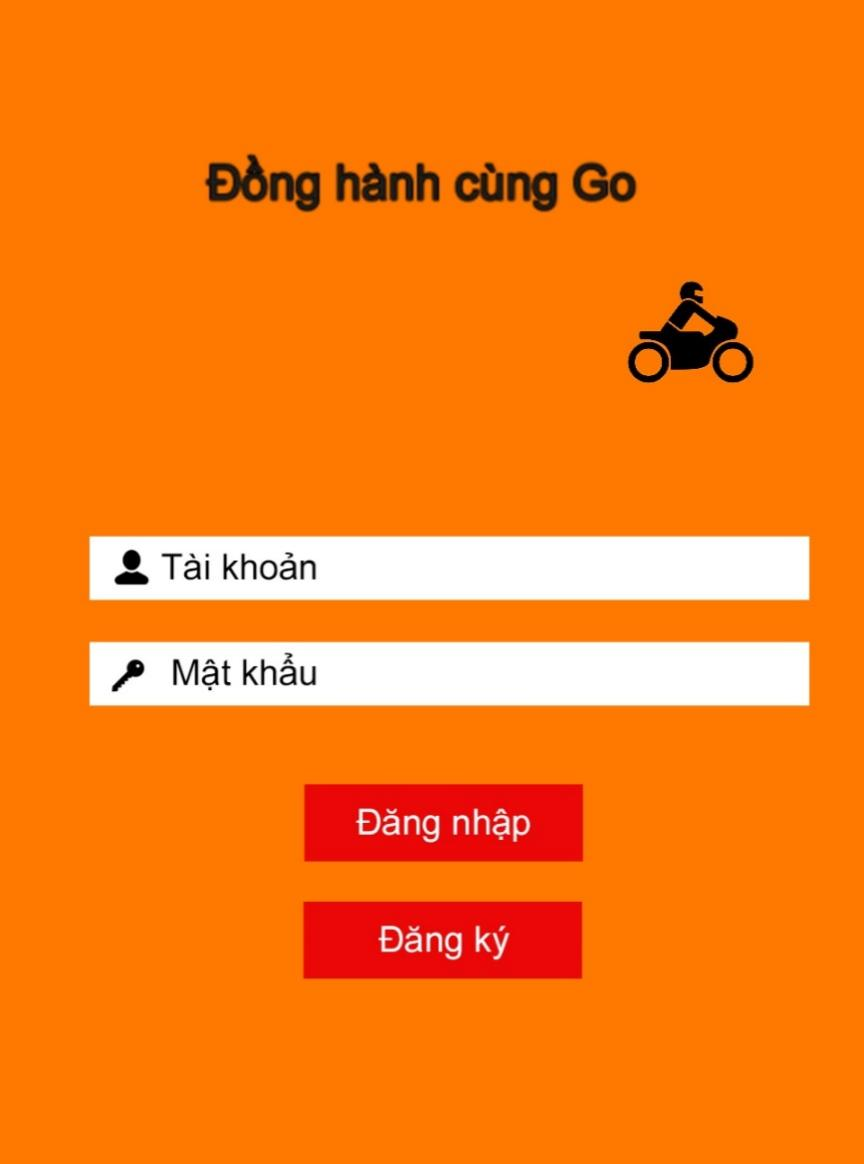 Đồng hành cùng Go
Tài khoản
Mật khẩu
Đăng nhập
Đăng ký